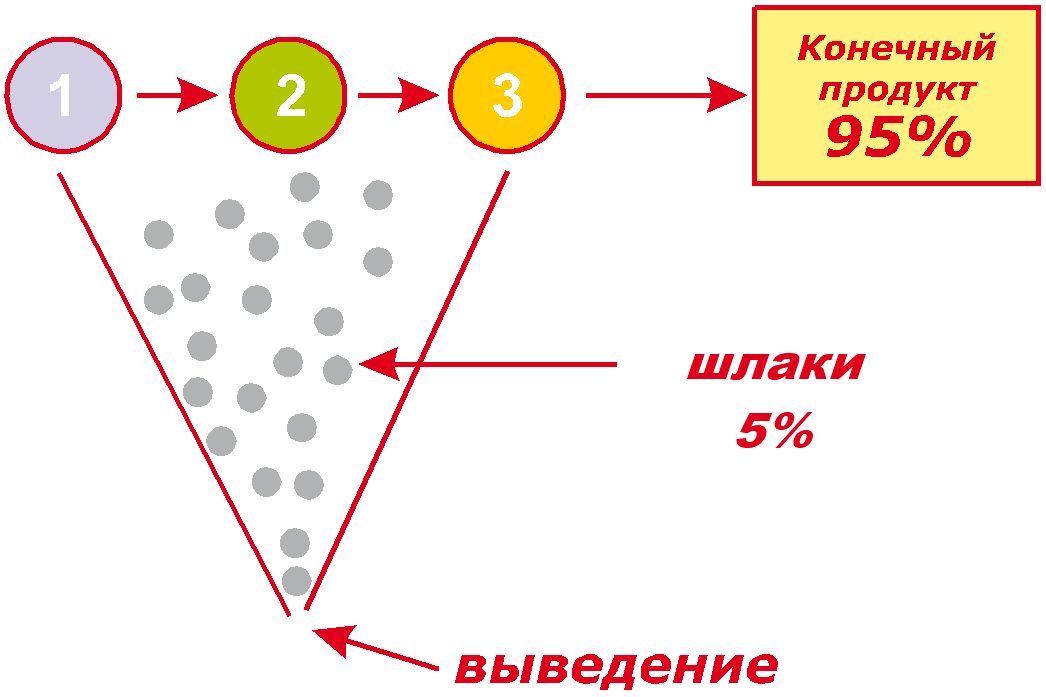 1
2
3
Конечный
продукт
95%
шлаки
5%
выведение